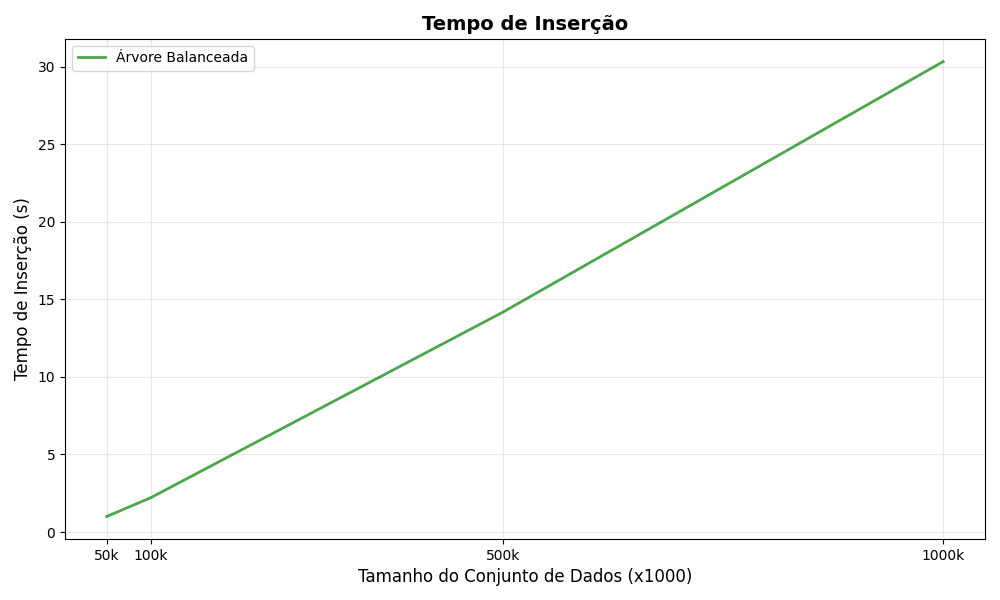 Tempo de Inserção
Árvore Balanceada
Tempo de Inserção (s)
30
25
20
15
10
5
0
50k
100k
500k
1000k
Tamanho do Conjunto de Dados (x1000)